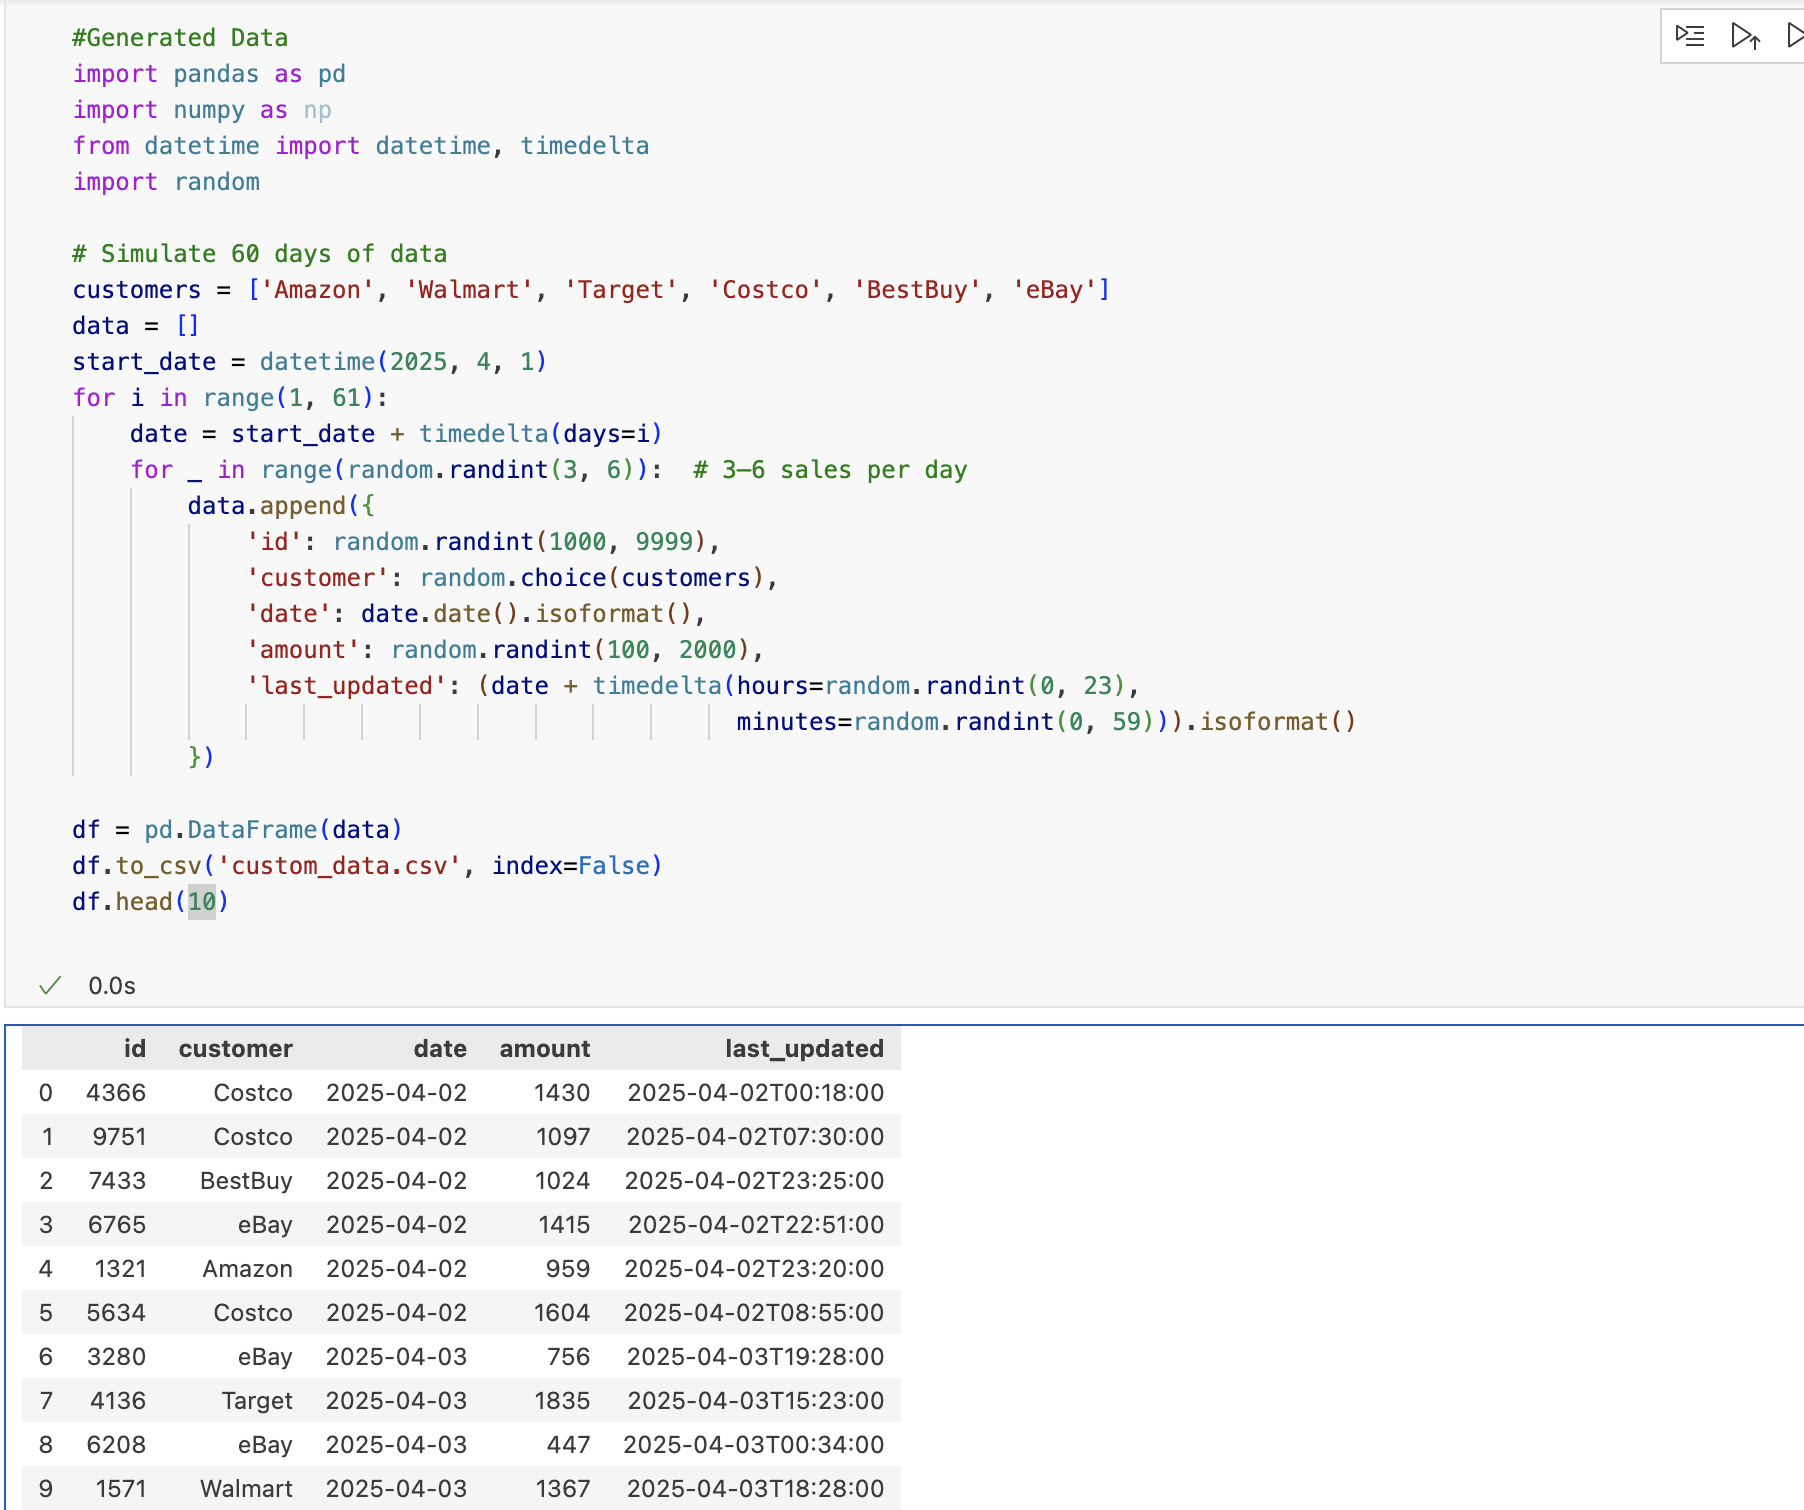 #Generated Data
import pandas as pd
import numpy as np
from datetime import datetime, timedelta
import random
# Simulate 60 days of data
customers = ['Amazon', 'Walmart', 'Target', 'Costco', 'BestBuy', 'eBay']
data = []
start_date = datetime(2025, 4, 1)
for i in range(1, 61):
    date = start_date + timedelta(days=i)
    for _ in range(random.randint(3, 6)):  # 3–6 sales per day
        data.append({
            'id': random.randint(1000, 9999),
            'customer': random.choice(customers),
            'date': date.date().isoformat(),
            'amount': random.randint(100, 2000),
            'last_updated': (date + timedelta(hours=random.randint(0, 23),
                                              minutes=random.randint(0, 59))).isoformat()
        })
df = pd.DataFrame(data)
df.to_csv('custom_data.csv', index=False)
df.head(10)
0.0s
id customer date amount last_updated
0 4366 Costco 2025-04-02 1430 2025-04-02T00:18:00
1 9751 Costco 2025-04-02 1097 2025-04-02T07:30:00
2 7433 BestBuy 2025-04-02 1024 2025-04-02T23:25:00
3 6765 eBay 2025-04-02 1415 2025-04-02T22:51:00
4 1321 Amazon 2025-04-02 959 2025-04-02T23:20:00
5 5634 Costco 2025-04-02 1604 2025-04-02T08:55:00
6 3280 eBay 2025-04-03 756 2025-04-03T19:28:00
7 4136 Target 2025-04-03 1835 2025-04-03T15:23:00
8 6208 eBay 2025-04-03 447 2025-04-03T00:34:00
9 1571 Walmart 2025-04-03 1367 2025-04-03T18:28:00